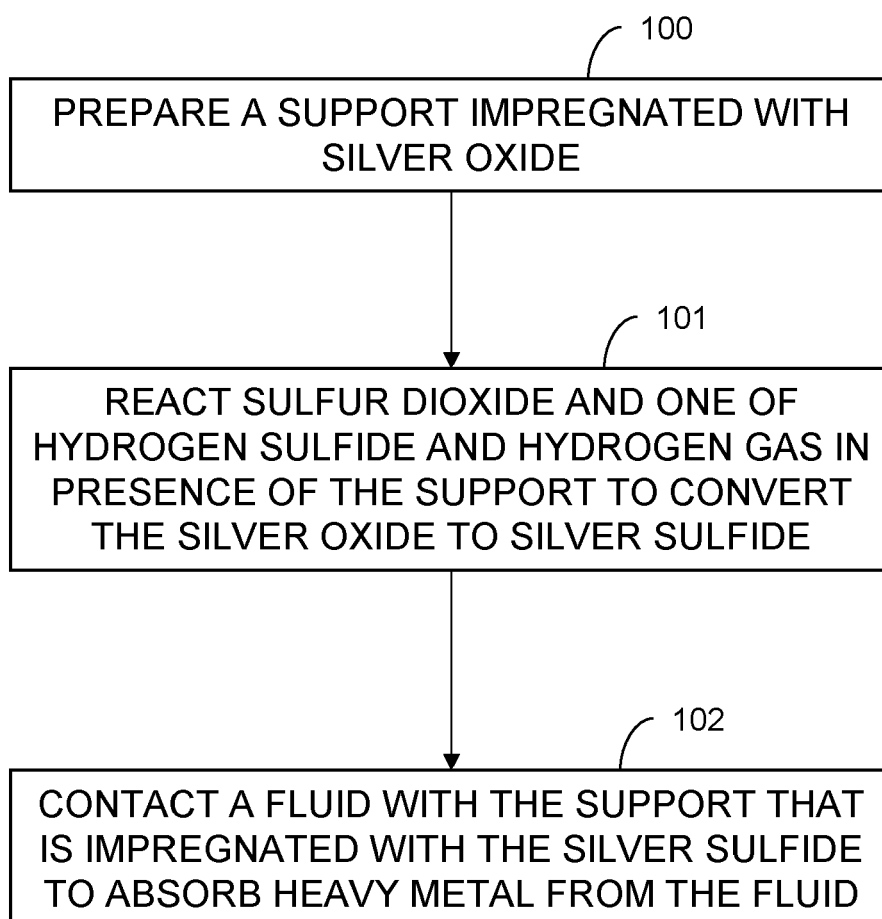 100
PREPARE A SUPPORT IMPREGNATED WITH
SILVER OXIDE
101
REACT SULFUR DIOXIDE AND ONE OF
HYDROGEN SULFIDE AND HYDROGEN GAS IN
PRESENCE OF THE SUPPORT TO CONVERT
THE SILVER OXIDE TO SILVER SULFIDE
102
CONTACT A FLUID WITH THE SUPPORT THAT
IS IMPREGNATED WITH THE SILVER SULFIDE
TO ABSORB HEAVY METAL FROM THE FLUID